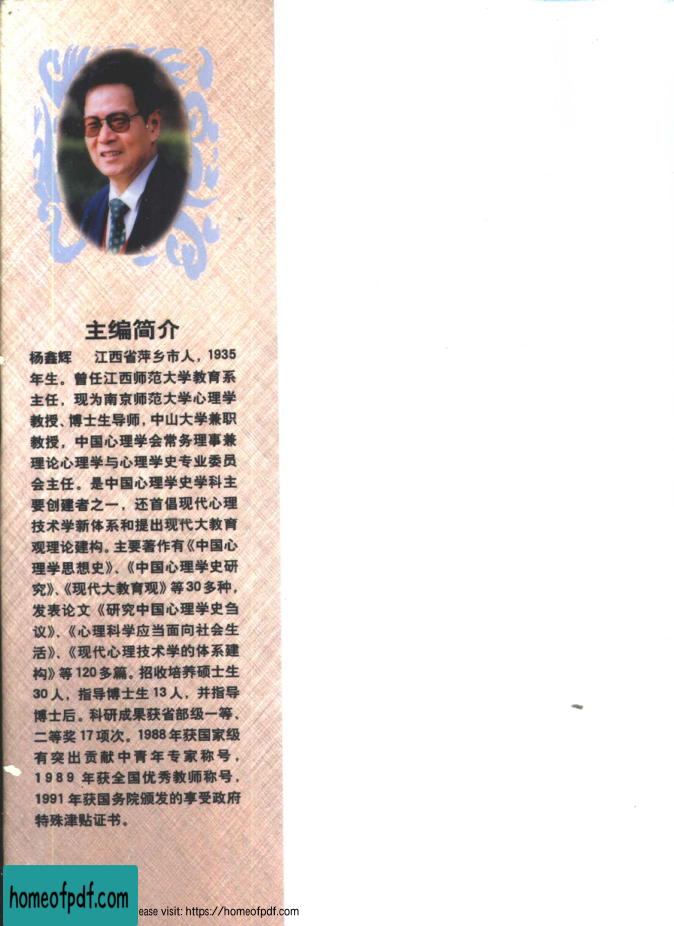 主编简介
杨鑫辉 江西省萍乡市人，1935
年生。曾任江西师范大学教育系
主任，现为南京师范大学心理学
教授、博士生导师，中山大学兼职
教授，中国心理学会常务理事兼
理论心理学与心理学史专业委员
会主任。是中国心理学史学科主
要创建者之一，还首倡现代心理
技术学新体系和提出现代大教育
观理论建构。主要著作有《中国心
理学思想史》、《中国心理学史研
究》、《现代大教育观》等30多种，
发表论文《研究中国心理学史刍
议》、《心理科学应当面向社会生
活》、《现代心理技术学的体系建
构》等120多篇。招收培养硕士生
30人，指导博士生13人，并指导
博士后。科研成果获省部级一等、
二等奖17项次。1988年获国家级
有突出贡献中青年专家称号，
1989年获全国优秀教师称号，
1991年获国务院颁发的享受政府
特殊津贴证书。
homeofpdf.com
ease visit: https://homeofpdf.com